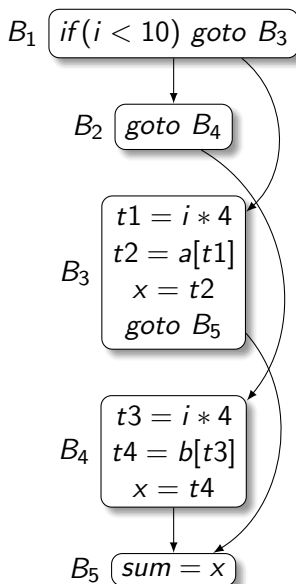 B₁ if(i < 10) goto B₃
B₂ goto B₄
t1 = i ∗ 4
t2 = a[t1]
B₃
x = t2
goto B₅
t3 = i ∗ 4
B₄ t4 = b[t3]
x = t4
B₅ sum = x